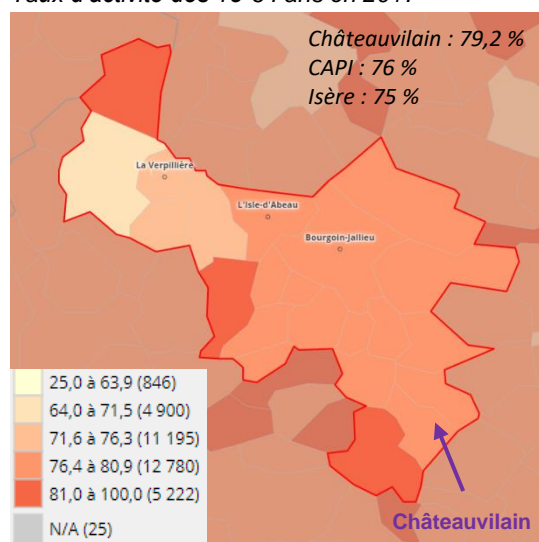 Châteauvilain : 79,2 %
CAPI : 76 %
Isère : 75 %
La Verpillière
L'Isle-d'Abeau
Bourgoin-Jallieu
25,0 à 63,9 (846)
64,0 à 71,5 (4 900)
71,6 à 76,3 (11 195)
76,4 à 80,9 (12 780)
81,0 à 100,0 (5 222)
N/A (25)
Châteauvilain